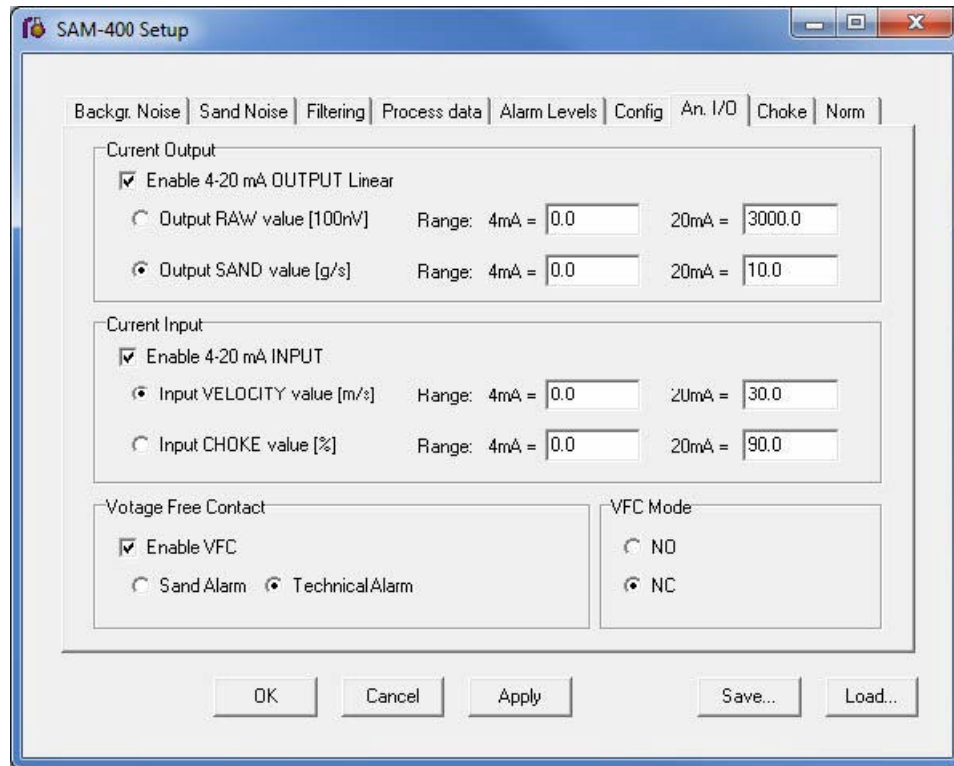 SAM-400 Setup
Backgr. Noise Sand Noise Filtering Process data Alarm Levels Config An. I/O Choke Norm
Current Output
Enable 4-20 mA OUTPUT Linear
Output RAW value [100nV] Range: 4mA = 0.0 20mA = 3000.0
Output SAND value [g/s] Range: 4mA = 0.0 20mA = 10.0
Current Input
Enable 4-20 mA INPUT
Input VELOCITY value [m/s] Range: 4mA = 0.0 20mA = 30.0
Input CHOKE value [%] Range: 4mA = 0.0 20mA = 90.0
Votage Free Contact VFC Mode
Enable VFC NO
Sand Alarm Technical Alarm NC
OK Cancel Apply Save... Load...